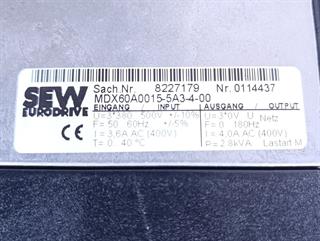 SEW
EURODRIVE
CE
Sach.Nr. 8227179 Nr. 0114437
MDX60A0015-5A3-4-00
EINGANG / INPUT AUSGANG / OUTPUT
U=3*380...500V +/-10% U=3*0V...U Netz
F= 50...60Hz +/-5% F= 0...180Hz
I= 3,6A AC (400V) I= 4,0A AC (400V)
T= 0...40 °C P= 2.8kVA Lastart M